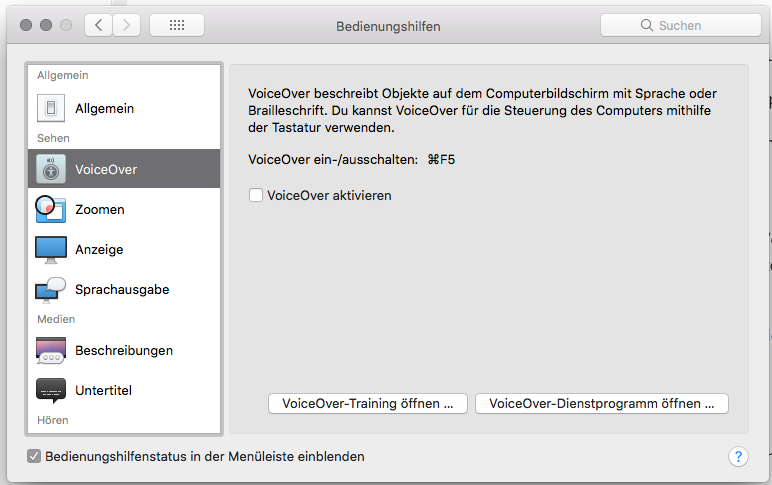 Bedienungshilfen
Suchen
Allgemein
Allgemein
Sehen
VoiceOver
Zoomen
Anzeige
Sprachausgabe
Medien
Beschreibungen
Untertitel
Hören
VoiceOver beschreibt Objekte auf dem Computerbildschirm mit Sprache oder
Brailleschrift. Du kannst VoiceOver für die Steuerung des Computers mithilfe
der Tastatur verwenden.
VoiceOver ein-/ausschalten: ⌘F5
VoiceOver aktivieren
VoiceOver-Training öffnen ...
VoiceOver-Dienstprogramm öffnen ...
Bedienungshilfenstatus in der Menüleiste einblenden
?